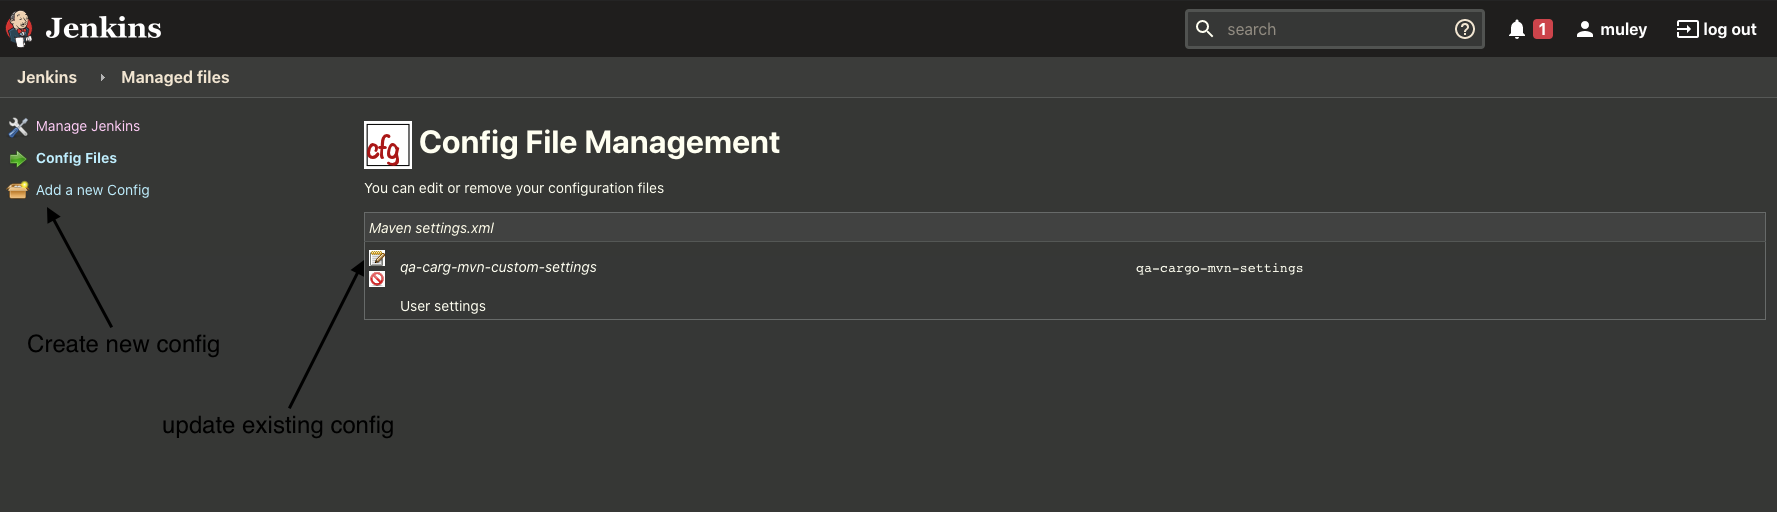 Jenkins
search
1
muley
log out
Jenkins
Managed files
Manage Jenkins
Config Files
Add a new Config
cfg
Config File Management
You can edit or remove your configuration files
Maven settings.xml
qa-carg-mvn-custom-settings
qa-cargo-mvn-settings
User settings
Create new config
update existing config